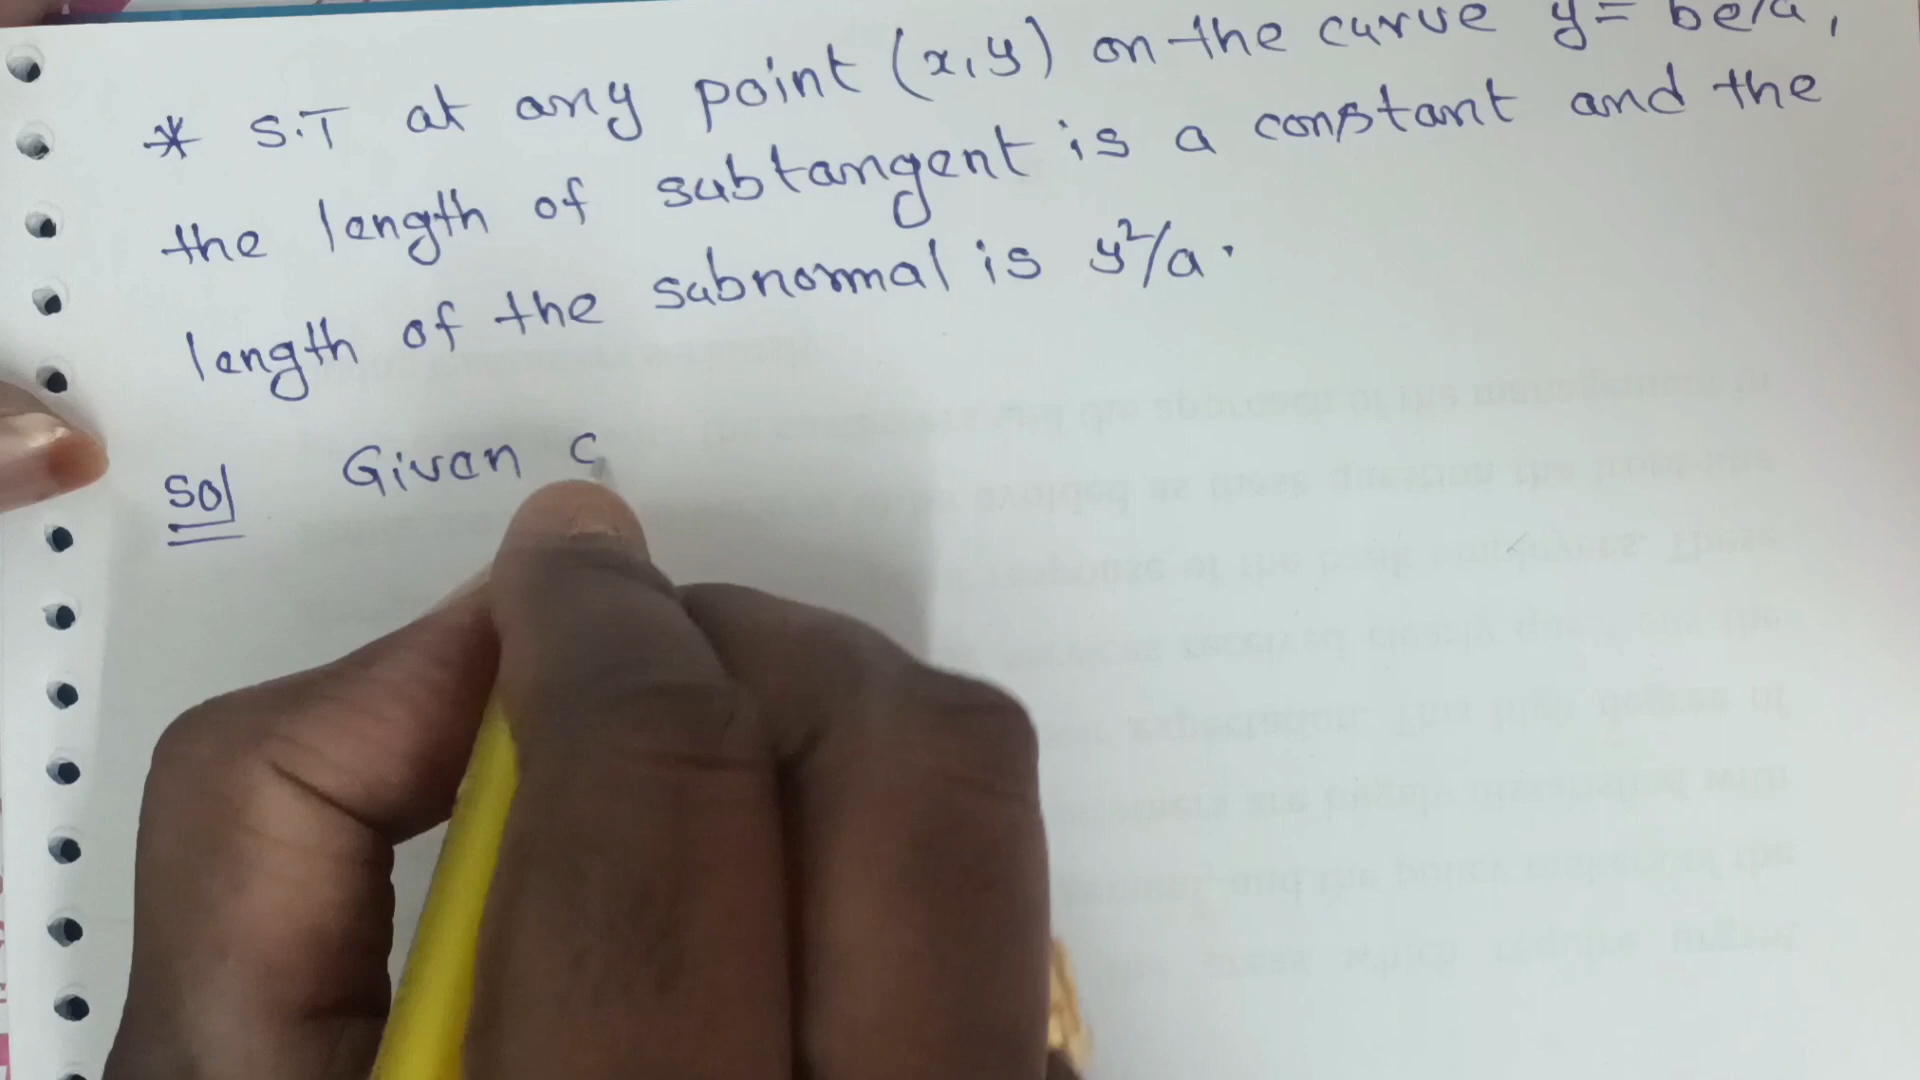 * S.T at any point (x,y) on the curve y = be/a,
the length of subtangent is a constant and the
length of the subnormal is y²/a.
Sol Given c